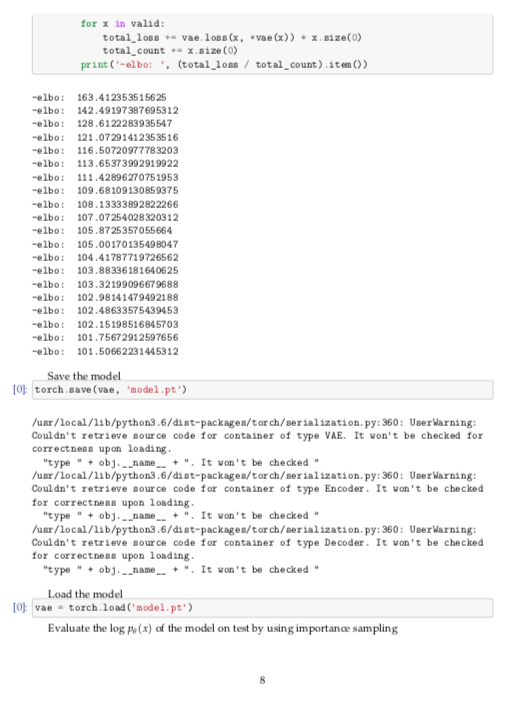 for x in valid:
total_loss += vae.loss(x, *vae(x)) * x.size(0)
total_count += x.size(0)
print('-elbo: ', (total_loss / total_count).item())
-elbo: 163.412353515625
-elbo: 142.49197387695312
-elbo: 128.6122283935547
-elbo: 121.07291412353516
-elbo: 116.50720977783203
-elbo: 113.65373992919922
-elbo: 111.42896270751953
-elbo: 109.68109130859375
-elbo: 108.13333892822266
-elbo: 107.07254028320312
-elbo: 105.8725357055664
-elbo: 105.00170135498047
-elbo: 104.41787719726562
-elbo: 103.88336181640625
-elbo: 103.32199096679688
-elbo: 102.98141479492188
-elbo: 102.48633575439453
-elbo: 102.15198516845703
-elbo: 101.75672912597656
-elbo: 101.50662231445312
Save the model
[0]: torch.save(vae, 'model.pt')
/usr/local/lib/python3.6/dist-packages/torch/serialization.py:360: UserWarning:
Couldn't retrieve source code for container of type VAE. It won't be checked for
correctness upon loading.
"type " + obj.__name__ + ". It won't be checked "
/usr/local/lib/python3.6/dist-packages/torch/serialization.py:360: UserWarning:
Couldn't retrieve source code for container of type Encoder. It won't be checked
for correctness upon loading.
"type " + obj.__name__ + ". It won't be checked "
/usr/local/lib/python3.6/dist-packages/torch/serialization.py:360: UserWarning:
Couldn't retrieve source code for container of type Decoder. It won't be checked
for correctness upon loading.
"type " + obj.__name__ + ". It won't be checked "
Load the model
[0]: vae = torch.load('model.pt')
Evaluate the log pθ(x) of the model on test by using importance sampling
8